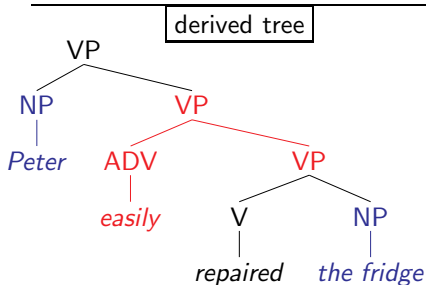 derived tree
VP
NP VP
Peter ADV VP
easily V NP
repaired the fridge